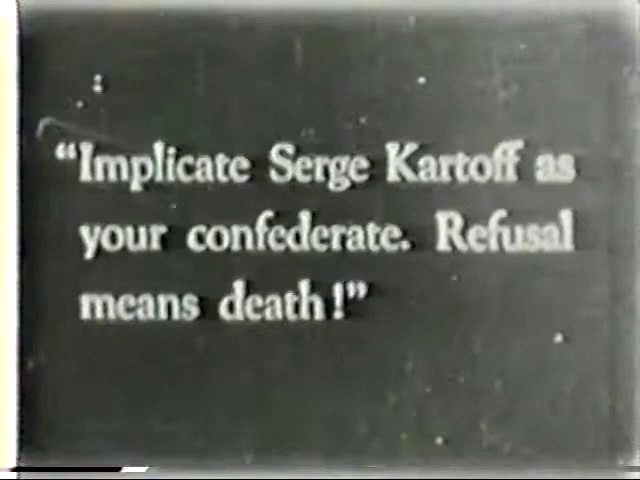 “Implicate Serge Kartoff as
your confederate. Refusal
means death!”